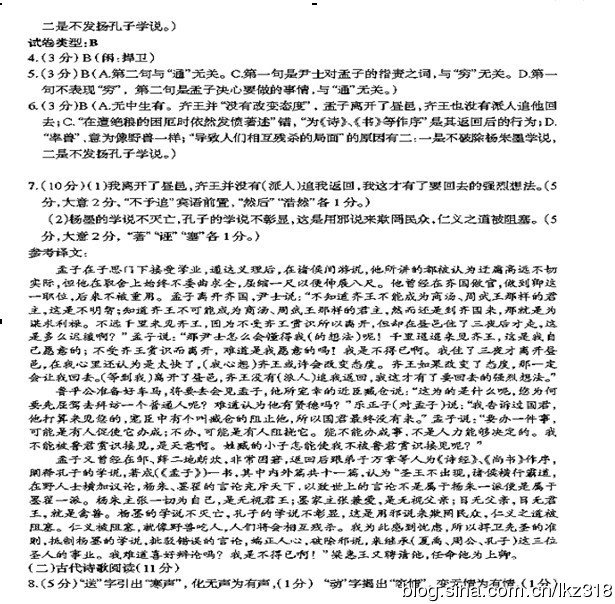 二是不发扬孔子学说。)
试卷类型:B
4.(3分)B(闲:捍卫)
5.(3分)B(A.第二句与“通”无关。C.第一句是尹士对孟子的指责之词,与“穷”无关。D.第一
句不表现“穷”,第二句是孟子决心要做的事情,与“通”无关。)
6.(3分)B(A.无中生有。齐王并“没有改变态度”,孟子离开了昼邑,齐王也没有派人追他回
去;C.“在遭绝粮的困厄时依然发愤著述”错,“为《诗》、《书》等作序”是其返回后的行为;D.
“率兽”,意为像野兽一样;“导致人们相互残杀的局面”的原因有二:一是不破除杨朱墨学说,
二是不发扬孔子学说。)
7.(10分)(1)我离开了昼邑,齐王并没有(派人)追我返回,我这才有了要回去的强烈想法。(5
分,大意2分,“不予追”宾语前置,“然后”“浩然”各1分。)
(2)杨墨的学说不灭亡,孔子的学说不彰显,这是用邪说来欺罔民众,仁义之道被阻塞。(5
分,大意2分,“著”“诬”“塞”各1分。)
参考译文:
孟子在子思门下接受学业,通达义理后,在诸侯间游说,他所讲的都被认为迂腐高远不切
实际,但他在取舍上始终不委曲求全,屈缩一尺以便伸展八尺。他曾经在齐国做官,做到卿这
一职位,后来不被重用。孟子离开齐国,尹士说:“不知道齐王不能成为商汤、周武王那样的君
主,这是不明智;知道齐王不可能成为商汤、周武王那样的君主,然而还是到齐国来,那就是为
谋求利禄。不远千里来见齐王,因为不受齐王赏识所以离开,但却在昼邑住了三夜后才走,这
是多么迟缓啊?”孟子说:“那尹士怎么会懂得我(的想法)呢!千里迢迢来见齐王,这是我自
己愿意的;不受齐王赏识而离开,难道是我愿意的吗!我是不得已啊。我住了三夜才离开昼
邑,在我心里还认为是太快了,(我心想)齐王或许会改变态度。齐王如果改变了态度,那一定
会让我回去。(等到我)离开了昼邑,齐王没有(派人)追我返回,我这才有了要回去的强烈想法。”
鲁平公准备好车马,将要去会见孟子,他所宠幸的近臣臧仓说:“这为的是什么呢,您为何
要先屈驾去拜访一个普通人呢?难道认为他有贤德吗?”乐正子(对孟子)说:“我告诉过国君,
他打算来见您的,宠臣中有个叫臧仓的阻止他,所以国君最终没有来。”孟子说:“要办一件事,
可能是有人促使它办成;不办,可能是有人阻挠它。能不能办成事,不是人力能够决定的。我
不能被鲁君赏识接见,是天意啊。姓臧的小子怎能使我不被鲁君赏识接见呢?”
孟子又曾经在邹、薛二地断炊,非常困窘,退回后跟弟子万章等人为《诗经》、《尚书》作序,
阐释孔子的学说,著成(《孟子》)一书,其中内外篇共十一篇,认为“圣王不出现,诸侯横行霸道,
在野人士横加议论,杨朱、墨翟的言论充斥天下,以致世上的言论不是属于杨朱一派便是属于
墨翟一派。杨朱主张一切为自己,是无视君王;墨家主张兼爱,是无视父亲;目无父亲,目无君
王,就是禽兽。杨墨的学说不灭亡,孔子的学说不彰显,这是用邪说来欺罔民众,仁义之道被
阻塞。仁义被阻塞,就像野兽吃人,人们将会相互残杀。我为此感到忧虑,所以捍卫先圣的准
则,抵制杨墨的学说,批驳错误的言论,端正人心,破除邪说,来继承(夏禹、周公、孔子)这三位
圣人的事业。我难道喜好辩论吗?我是不得已啊!”梁惠王又聘请他,任命他为上卿。
(二)古代诗歌阅读(11分)
8.(5分)“送”字引出“寒声”,化无声为有声,(1分)“动”字揭出
blog.sina.com.cn/lkz318